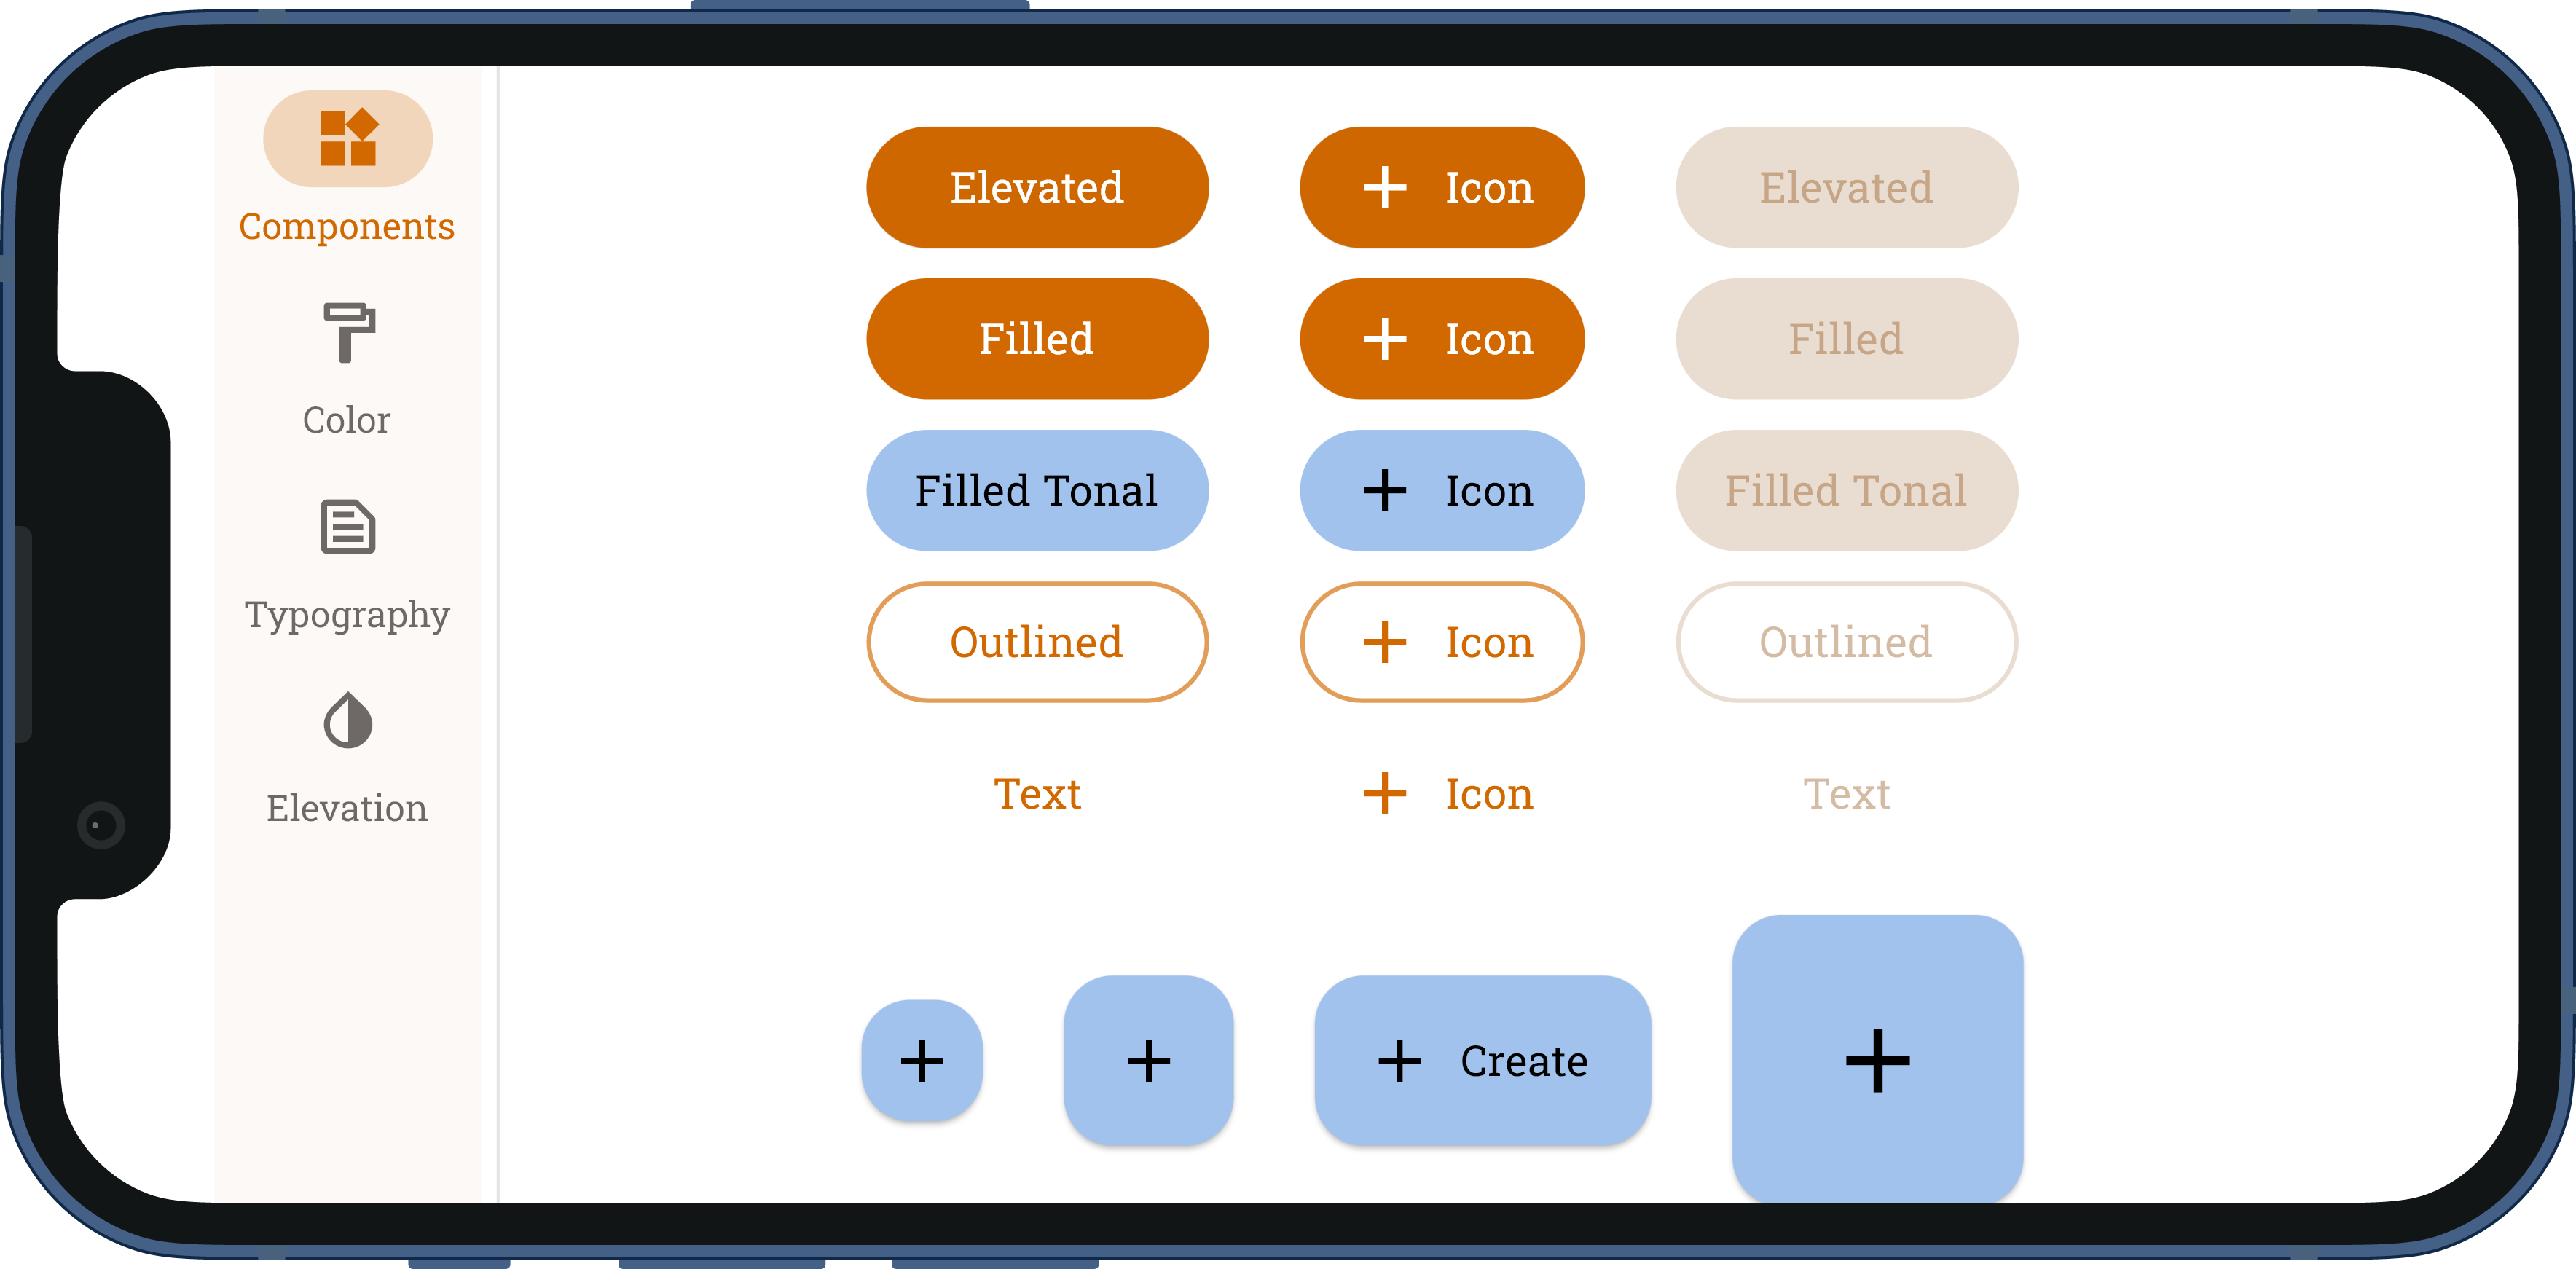 Components
Color
Typography
Elevation
Elevated
Icon
Elevated
Filled
Icon
Filled
Filled Tonal
Icon
Filled Tonal
Outlined
Icon
Outlined
Text
Icon
Text
Create